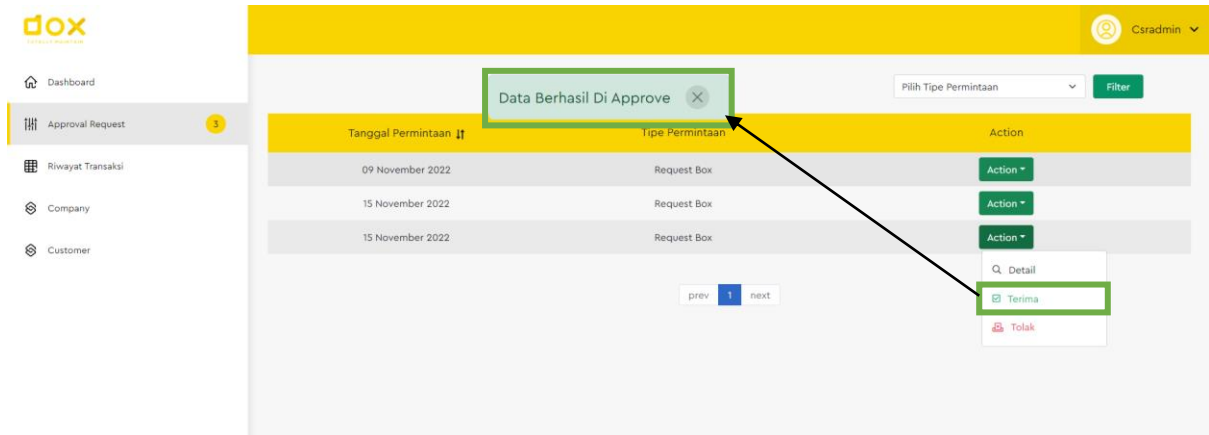 dox
Csradmin
Dashboard
Approval Request 3
Riwayat Transaksi
Company
Customer
Data Berhasil Di Approve
Pilih Tipe Permintaan
Filter
Tanggal Permintaan Tipe Permintaan Action
09 November 2022 Request Box Action
15 November 2022 Request Box Action
15 November 2022 Request Box Action
Detail
Terima
Tolak
prev 1 next